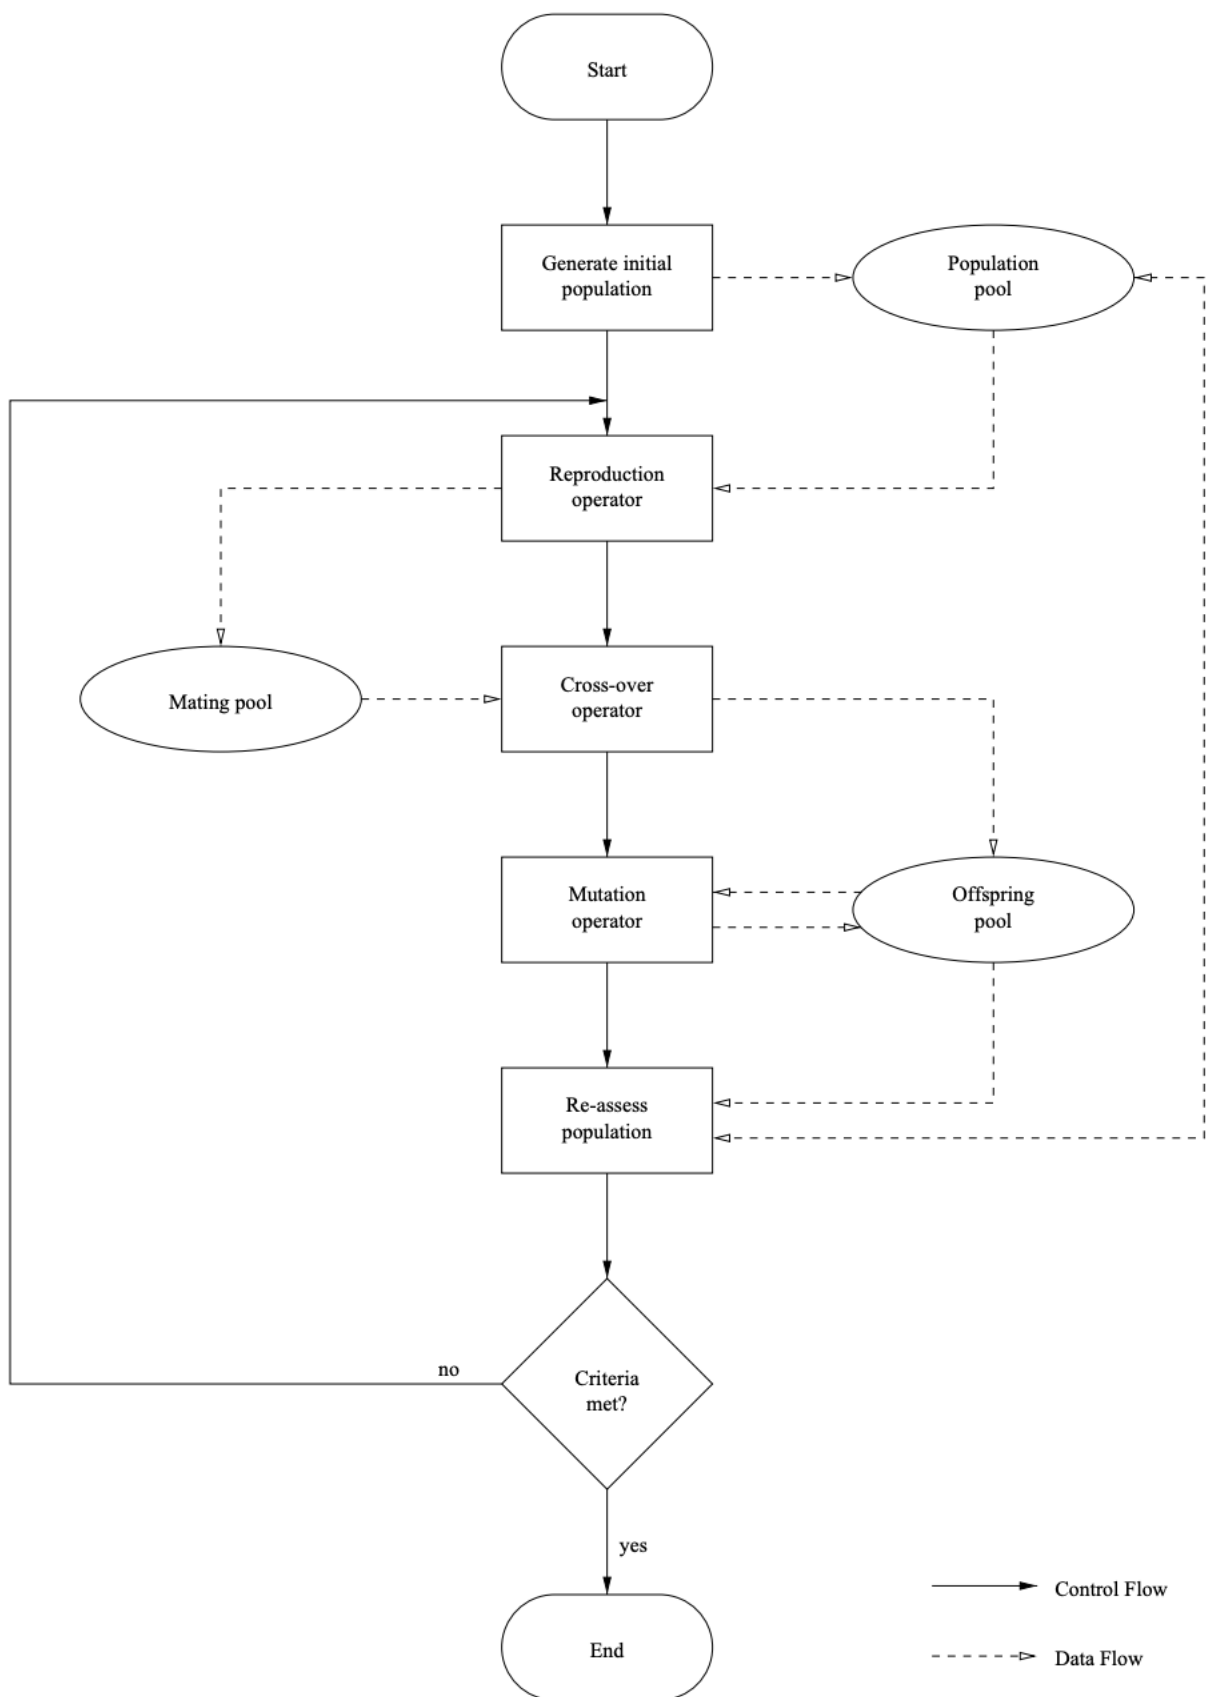 Start
Generate initial
population
Population
pool
Reproduction
operator
Mating pool
Cross-over
operator
Mutation
operator
Offspring
pool
Re-assess
population
no
Criteria
met?
yes
End
Control Flow
Data Flow